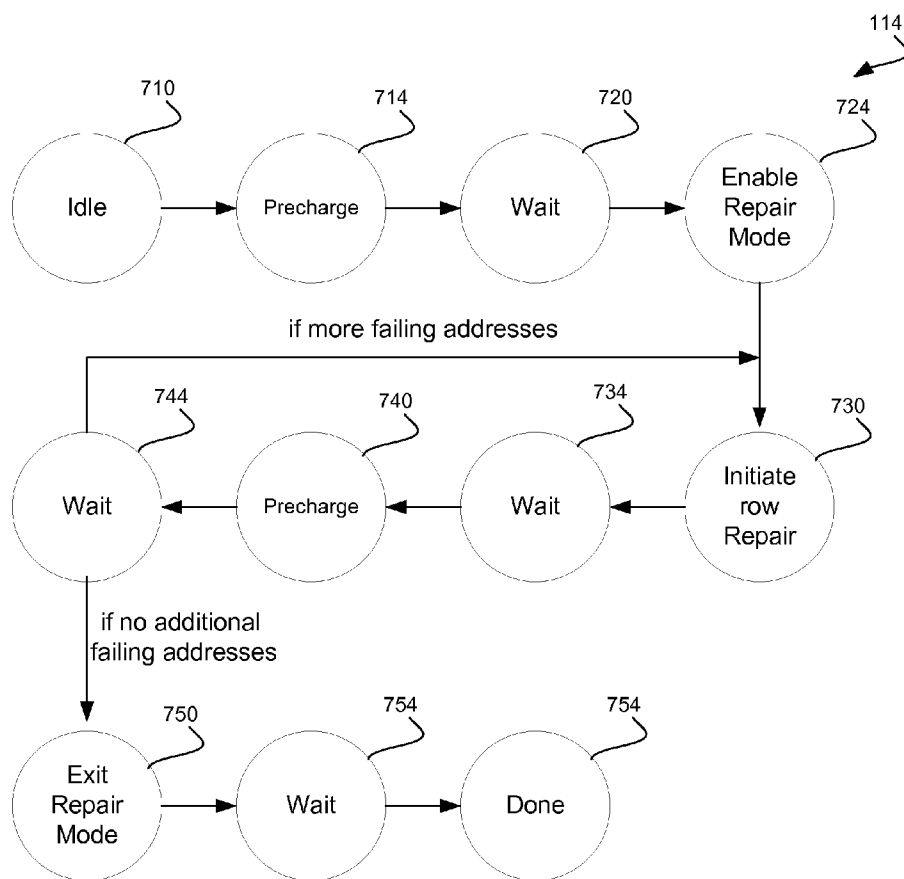 114
710
714
720
724
Idle
Precharge
Wait
Enable
Repair
Mode
if more failing addresses
744
740
734
730
Wait
Precharge
Wait
Initiate
row
Repair
if no additional
failing addresses
750
754
754
Exit
Repair
Mode
Wait
Done